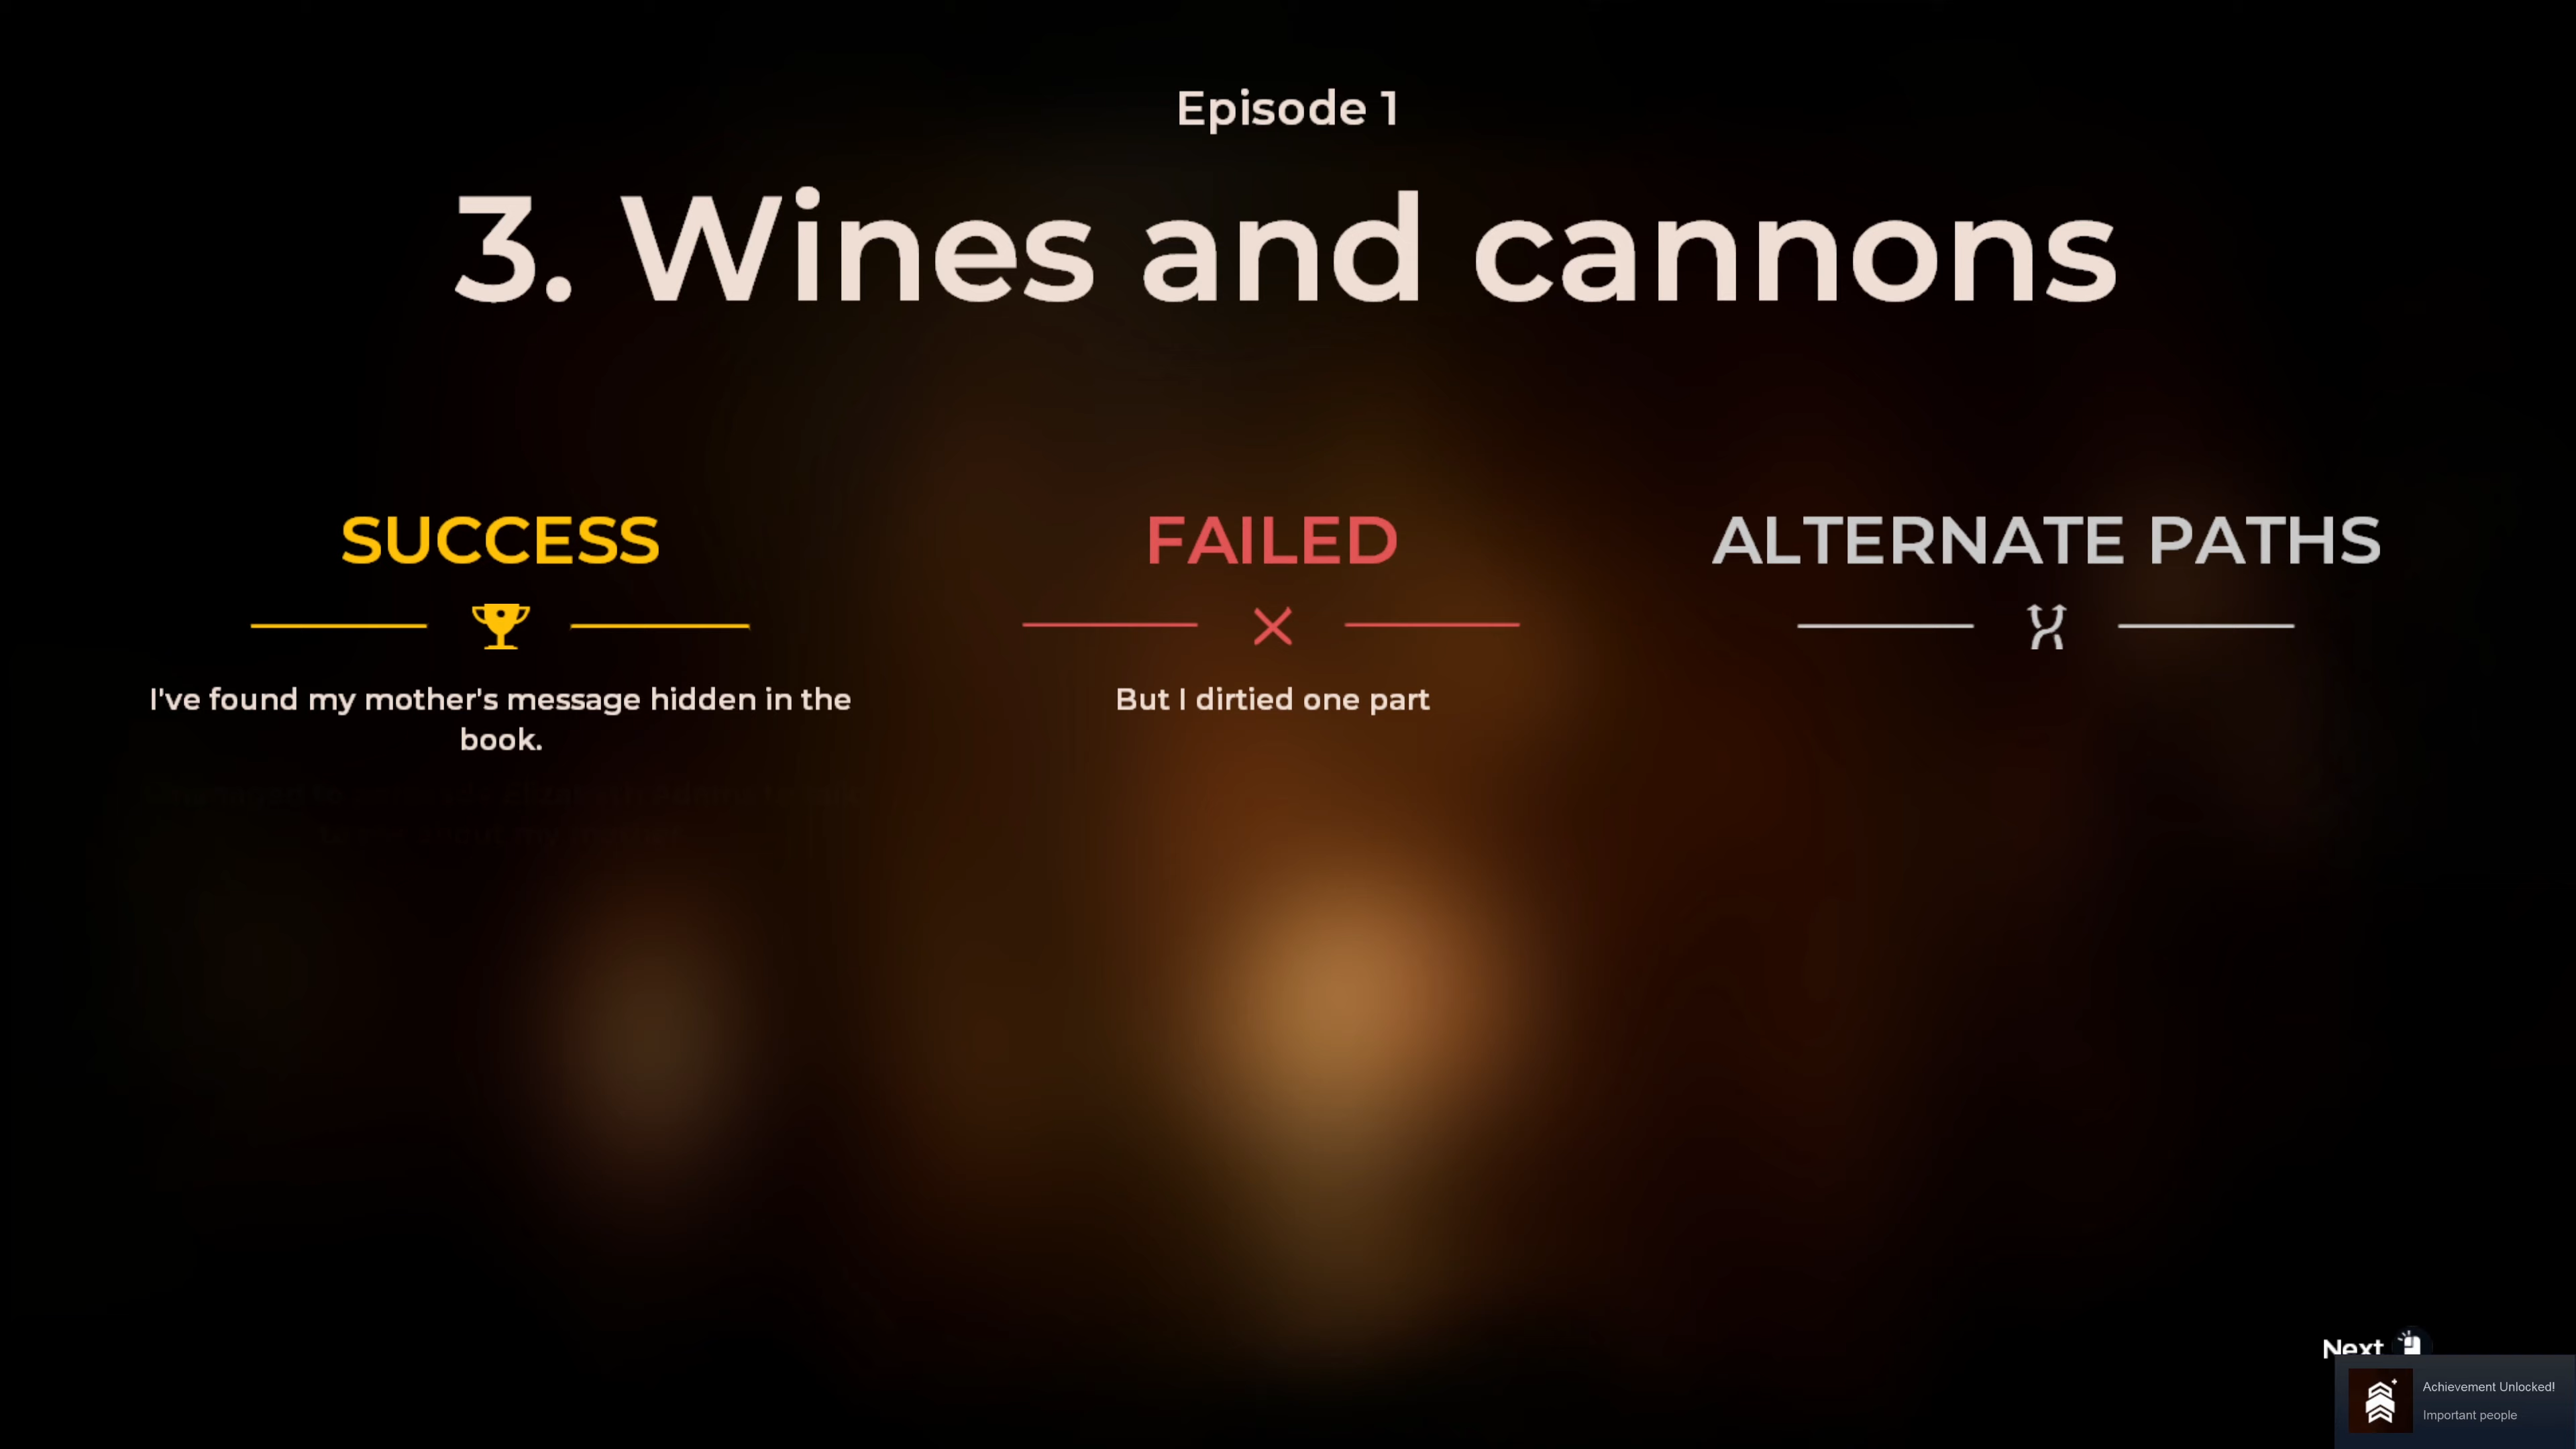 Episode 1
3. Wines and cannons
SUCCESS
FAILED
ALTERNATE PATHS
I've found my mother's message hidden in the
book.
But I dirtied one part
Next
Achievement Unlocked!
Important people